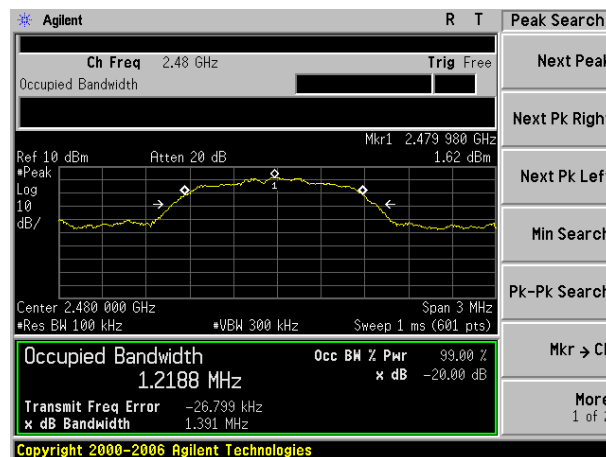 Agilent R T Peak Search
Ch Freq 2.48 GHz Trig Free
Occupied Bandwidth
Next Peak
Next Pk Right
Next Pk Left
Min Search
Pk-Pk Search
Mkr → C
More
1 of 2
Mkr1 2.479 980 GHz
Ref 10 dBm Atten 20 dB 1.62 dBm
#Peak
Log
10
dB/
1
Center 2.480 000 GHz Span 3 MHz
#Res BW 100 kHz #VBW 300 kHz Sweep 1 ms (601 pts)
Occupied Bandwidth Occ BW % Pwr 99.00 %
1.2188 MHz x dB -20.00 dB
Transmit Freq Error -26.799 kHz
x dB Bandwidth 1.391 MHz
Copyright 2000-2006 Agilent Technologies